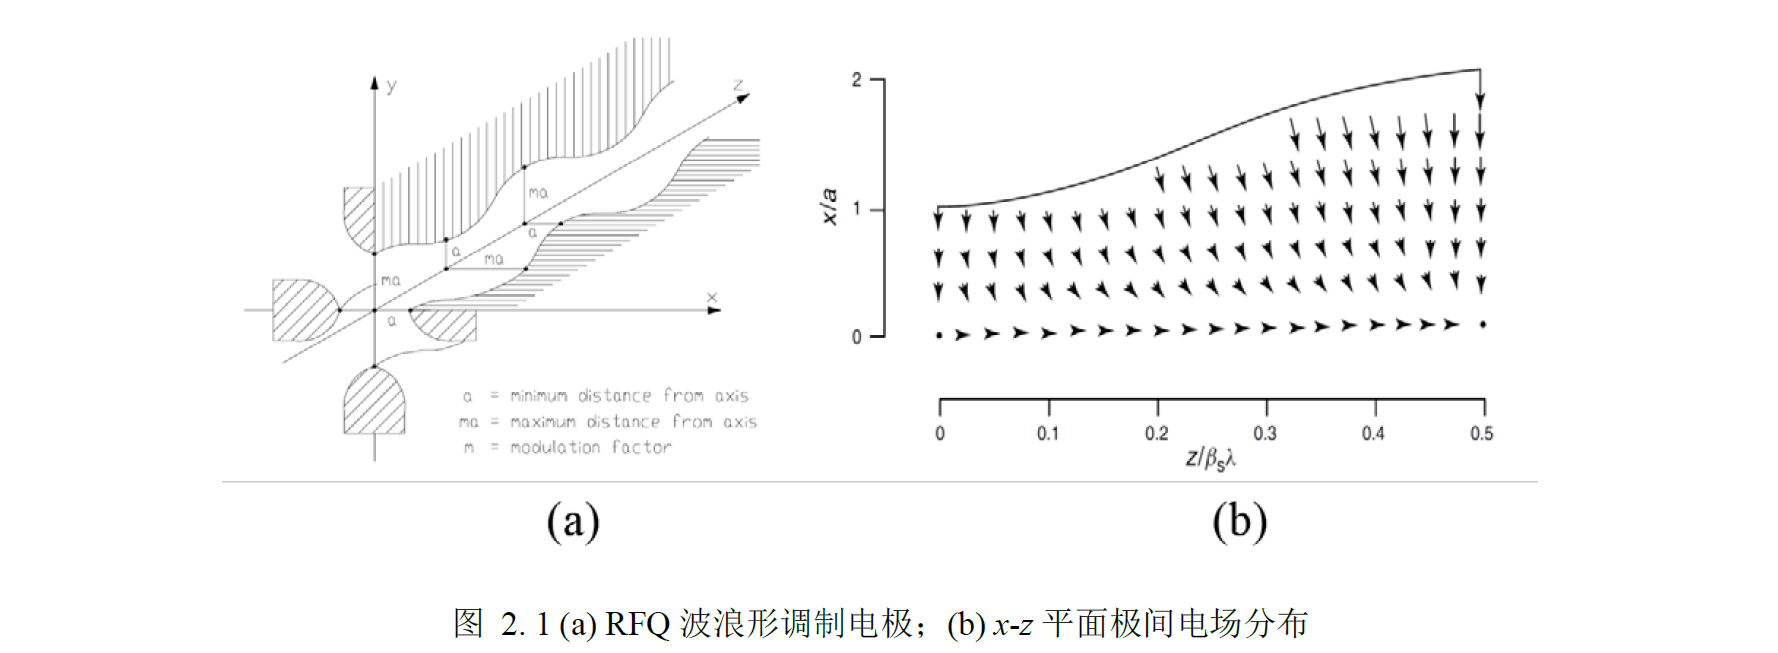 y
z
ma
a
a
ma
ma
x
a
a = minimum distance from axis
ma = maximum distance from axis
m = modulation factor
(a)
2
1
0
x/a
0 0.1 0.2 0.3 0.4 0.5
z/βsλ
(b)
图 2. 1 (a) RFQ 波浪形调制电极；(b) x-z 平面极间电场分布